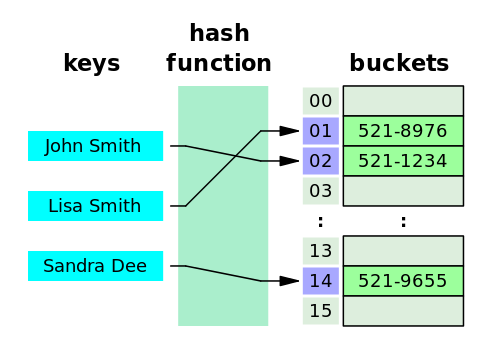 hash
keys function buckets
00
01 521-8976
John Smith
02 521-1234
03
Lisa Smith
: :
13
Sandra Dee
14 521-9655
15